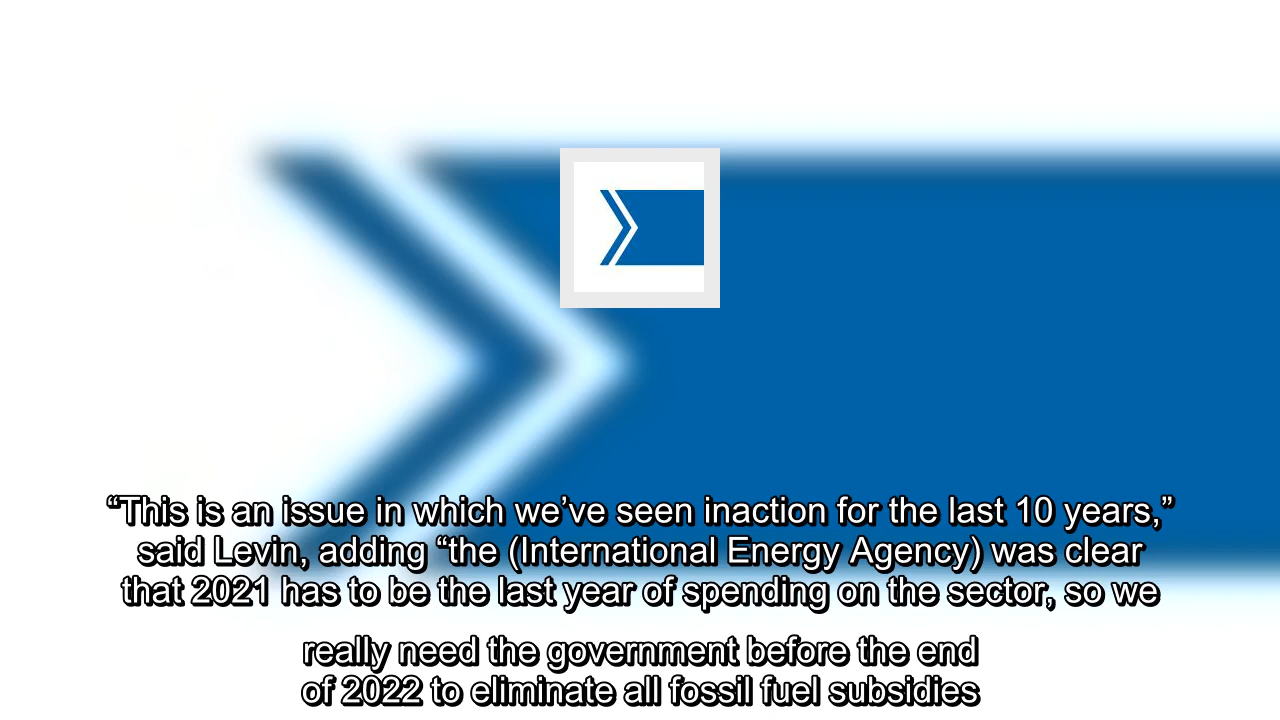 “This is an issue in which we’ve seen inaction for the last 10 years,”
said Levin, adding “the (International Energy Agency) was clear
that 2021 has to be the last year of spending on the sector, so we
really need the government before the end
of 2022 to eliminate all fossil fuel subsidies